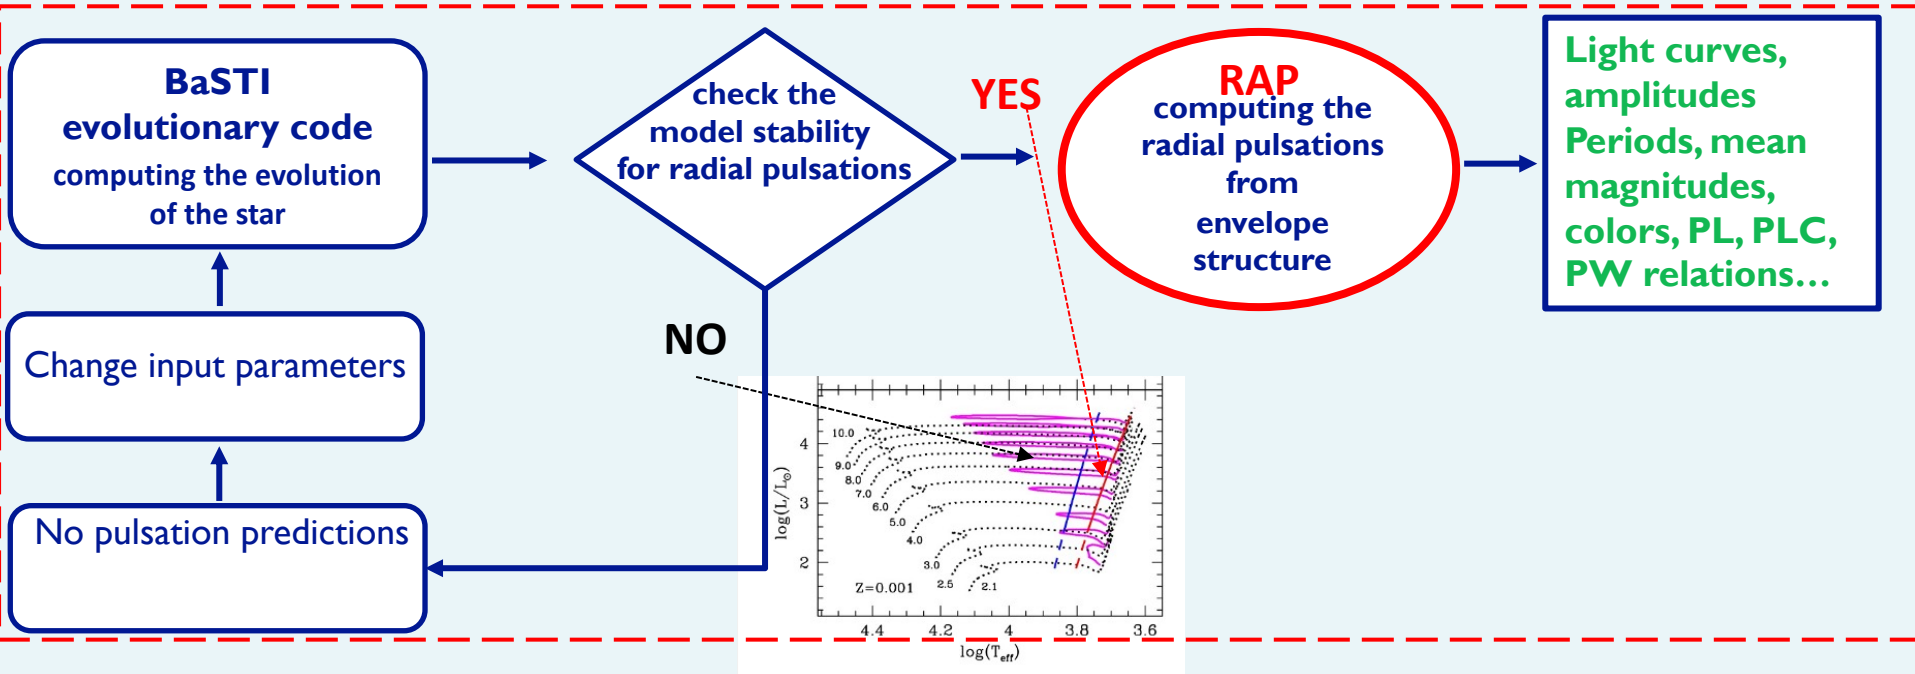 BaSTI
evolutionary code
computing the evolution
of the star
check the
model stability
for radial pulsations
YES
RAP
computing the
radial pulsations
from
envelope
structure
Light curves,
amplitudes
Periods, mean
magnitudes,
colors, PL, PLC,
PW relations…
NO
Change input parameters
No pulsation predictions
log(L/L⊙)
4
3
2
10.0
9.0
8.0
7.0
6.0
5.0
4.0
3.0
2.5
2.1
Z=0.001
4.4 4.2 4 3.8 3.6
log(Teff)